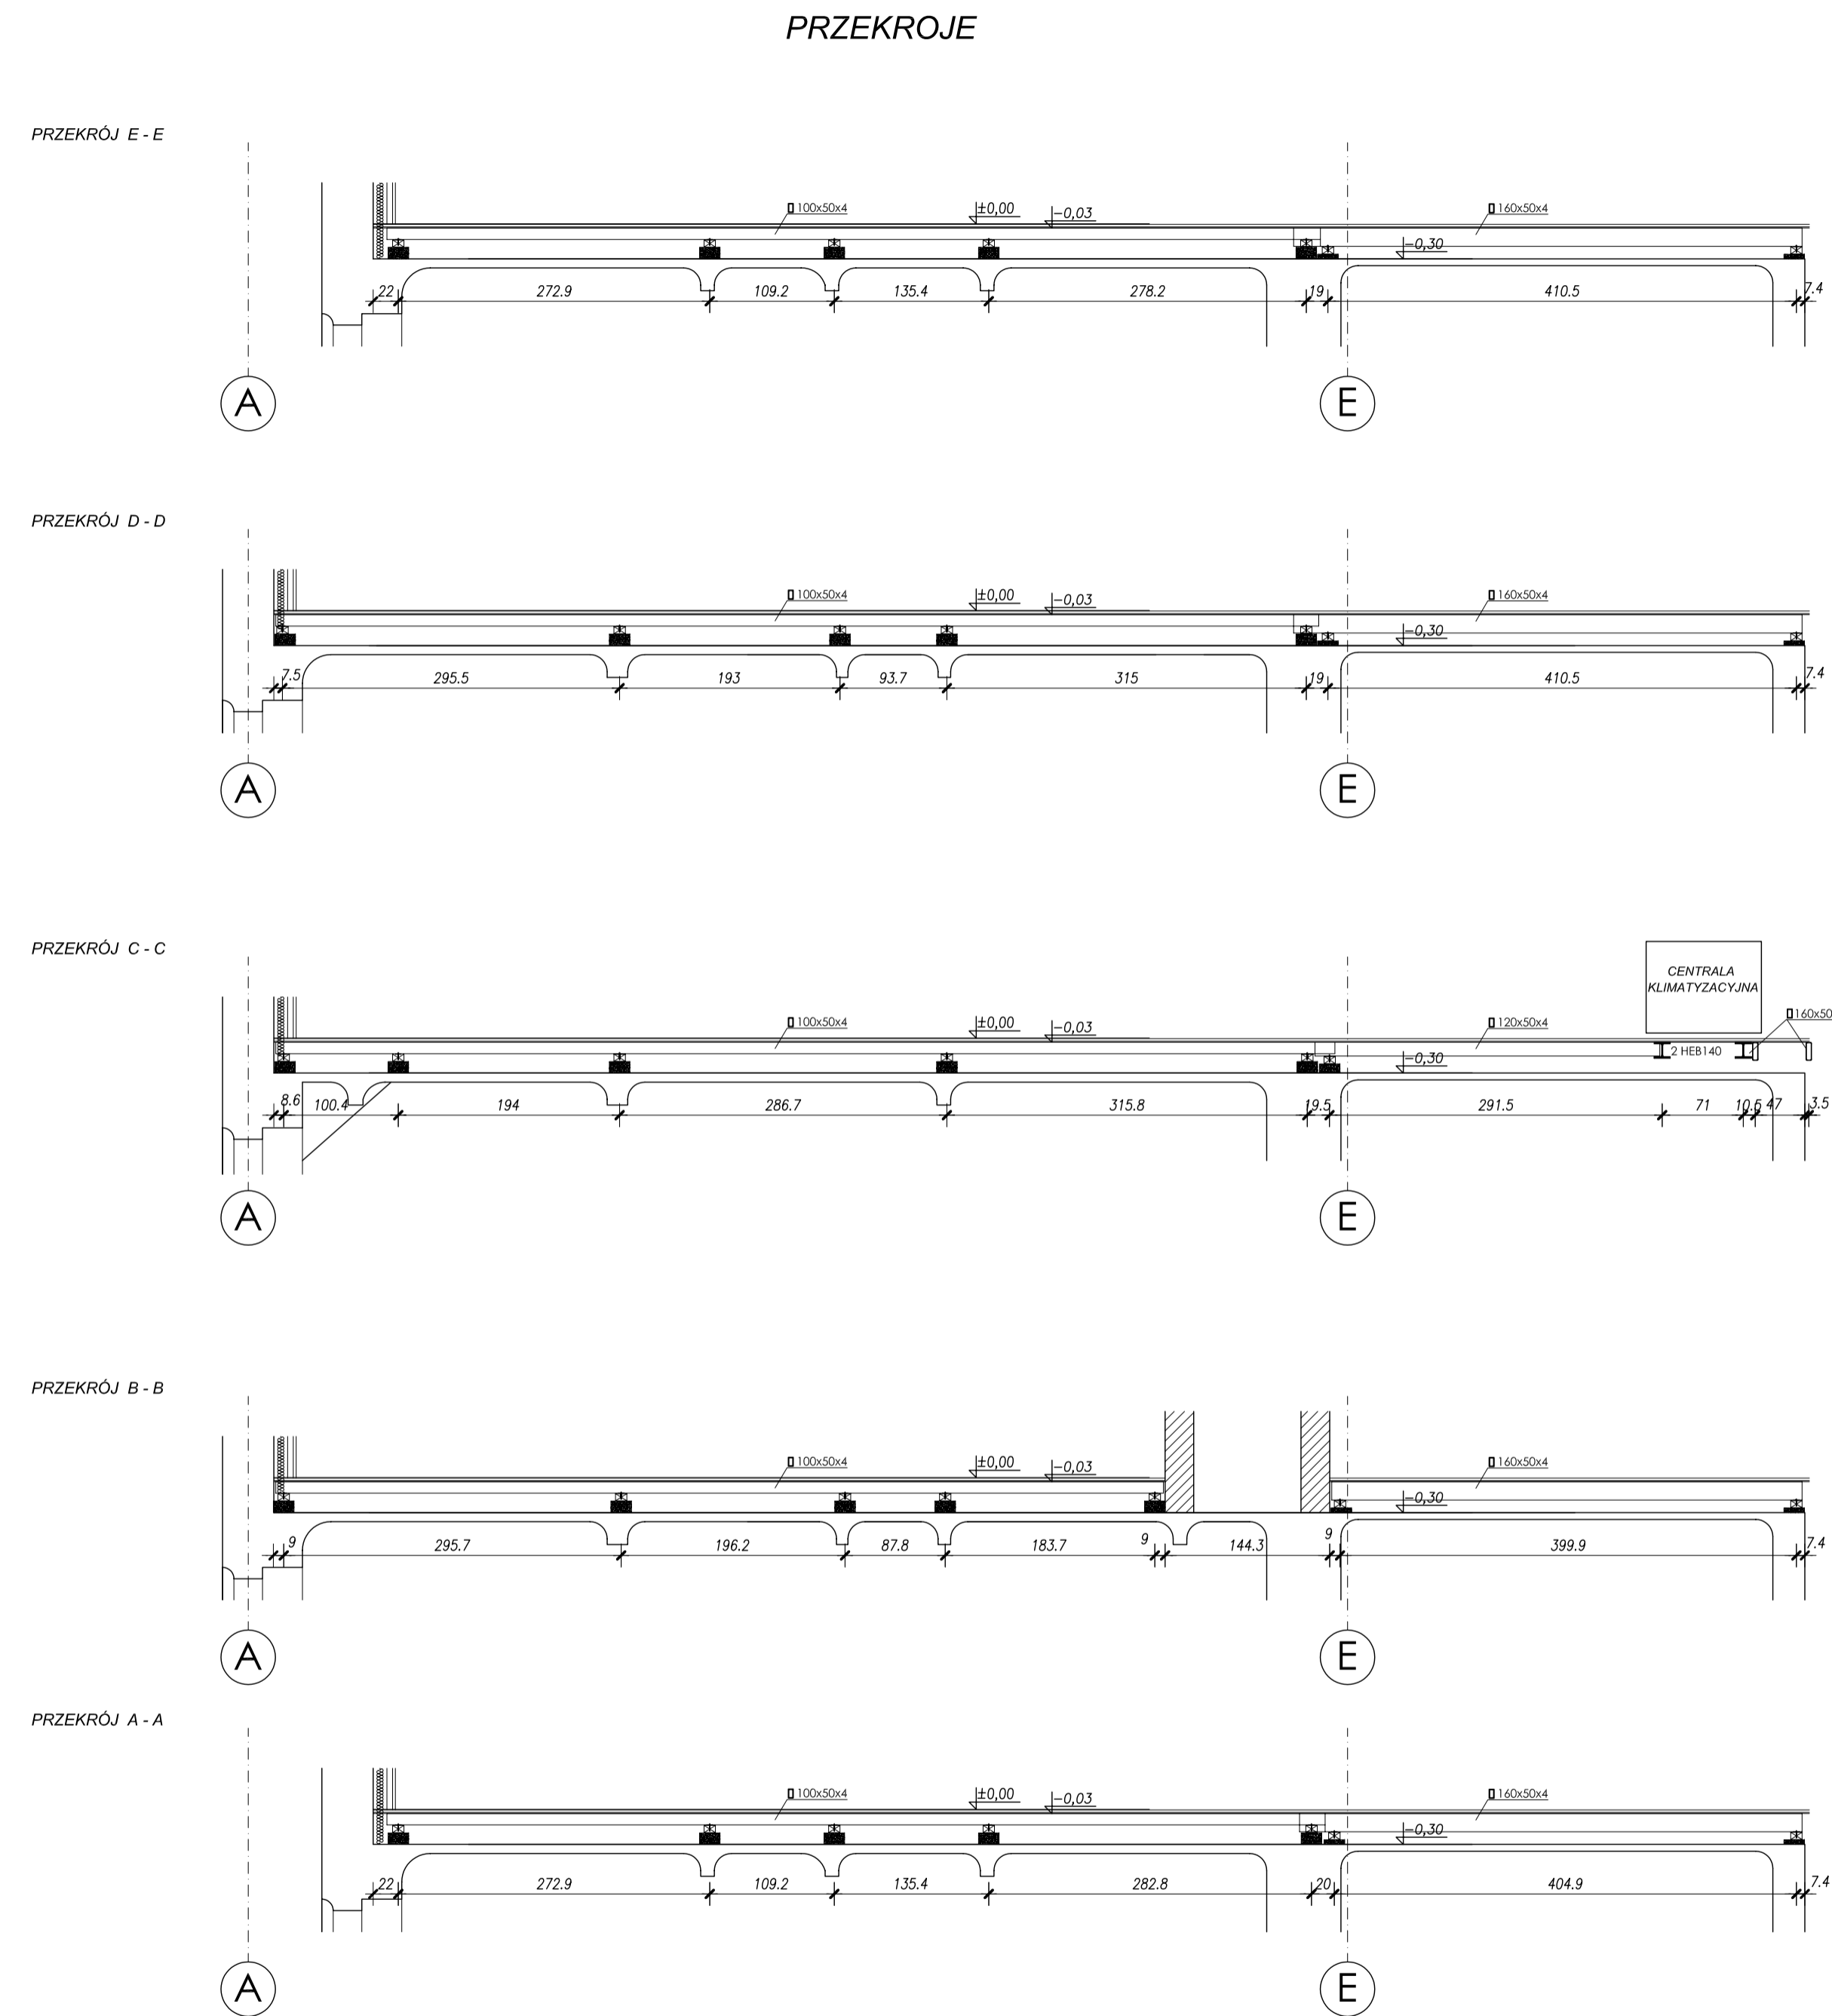 PRZEKROJE
PRZEKRÓJ E - E
100x50x4
±0,00
-0,03
160x50x4
-0,30
22 272.9 109.2 135.4 278.2 19 410.5 7.4
A E
PRZEKRÓJ D - D
100x50x4
±0,00
-0,03
160x50x4
-0,30
7.5 295.5 193 93.7 315 19 410.5 7.4
A E
PRZEKRÓJ C - C
CENTRALA
KLIMATYZACYJNA
160x50
100x50x4
±0,00
-0,03
120x50x4
2 HEB140
-0,30
8.6 100.4 194 286.7 315.8 19.5 291.5 71 10.5 47 3.5
A E
PRZEKRÓJ B - B
100x50x4
±0,00
-0,03
160x50x4
-0,30
9 295.7 196.2 87.8 183.7 9 144.3 9 399.9 7.4
A E
PRZEKRÓJ A - A
100x50x4
±0,00
-0,03
160x50x4
-0,30
22 272.9 109.2 135.4 282.8 20 404.9 7.4
A E